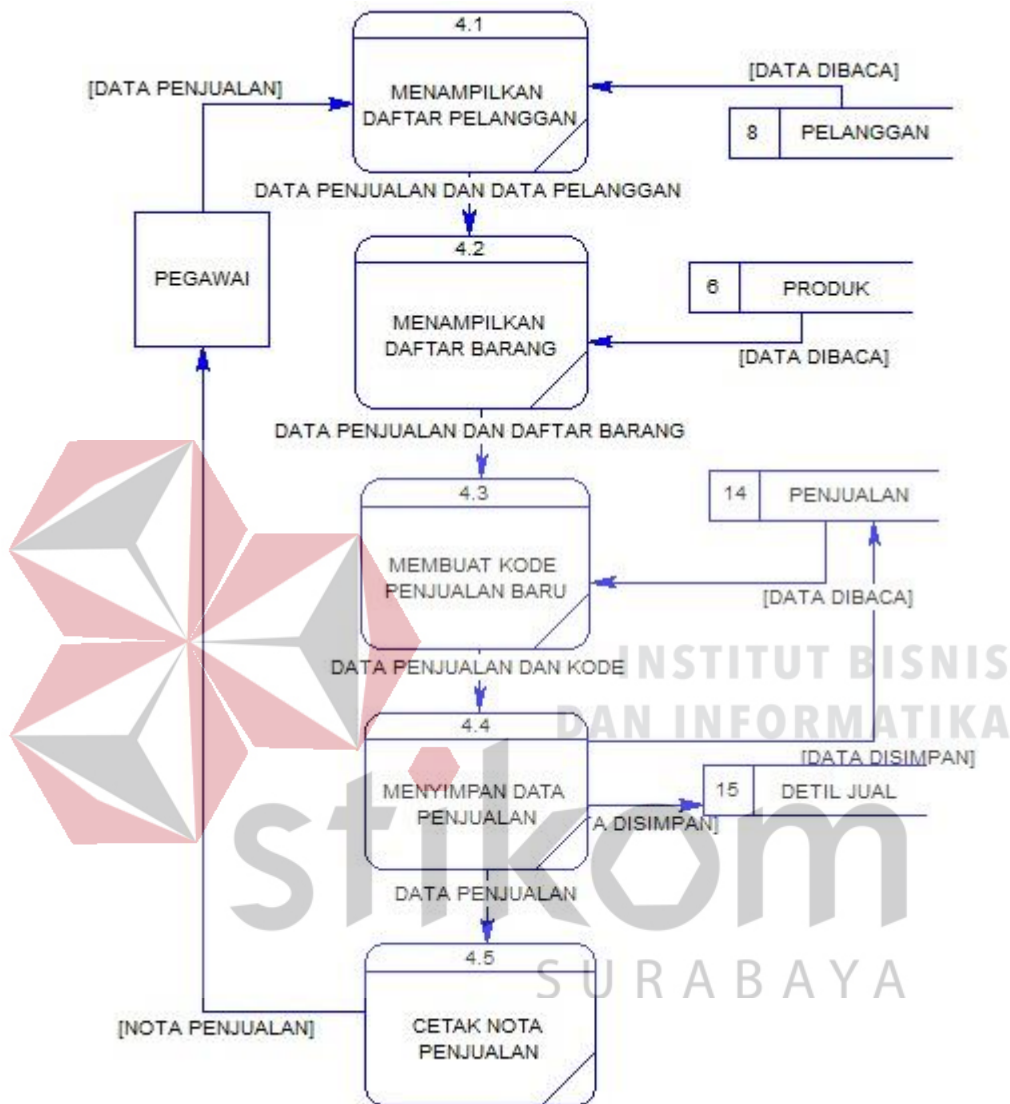 4.1
[DATA PENJUALAN]
[DATA DIBACA]
MENAMPILKAN
DAFTAR PELANGGAN
8 PELANGGAN
DATA PENJUALAN DAN DATA PELANGGAN
4.2
PEGAWAI
6 PRODUK
MENAMPILKAN
DAFTAR BARANG
[DATA DIBACA]
DATA PENJUALAN DAN DAFTAR BARANG
4.3
14 PENJUALAN
MEMBUAT KODE
PENJUALAN BARU
[DATA DIBACA]
DATA PENJUALAN DAN KODE
INSTITUT BISNIS
DAN INFORMATIKA
4.4
[DATA DISIMPAN]
MENYIMPAN DATA
PENJUALAN
15 DETIL JUAL
A DISIMPAN]
stikom
DATA PENJUALAN
4.5
SURABAYA
[NOTA PENJUALAN]
CETAK NOTA
PENJUALAN